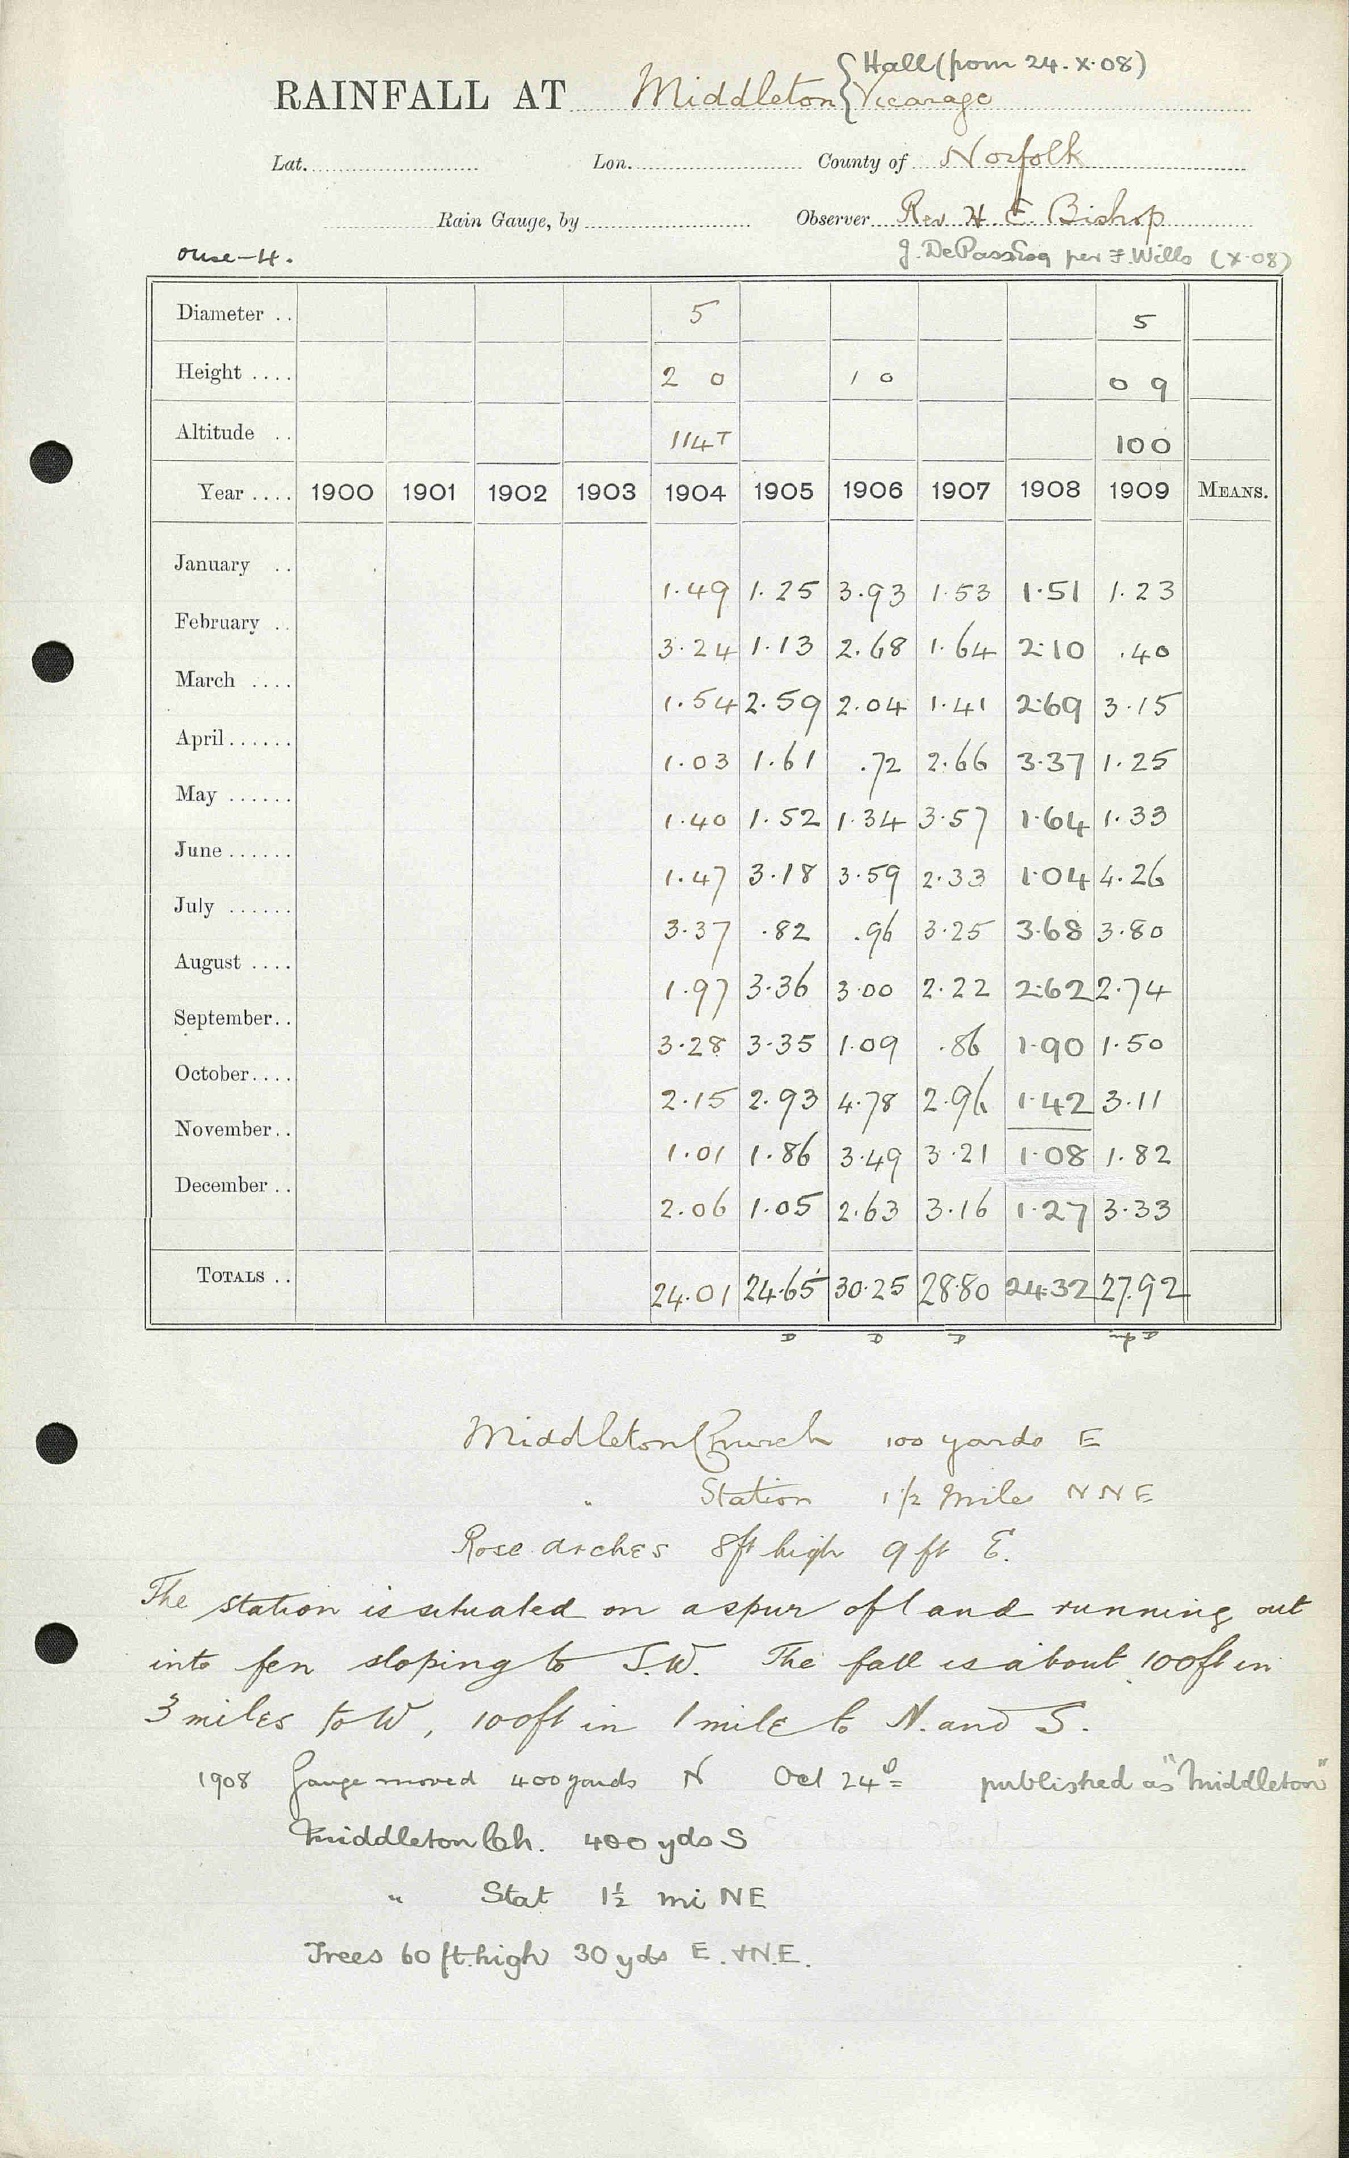 Hall (from 24.X.08)
RAINFALL AT Middleton { Vicarage
Lat. Lon. County of Norfolk
Rain Gauge, by Observer Rev H. E. Bishop
Ouse-4. J. De Pass Esq per F. Wills (X.08)
Diameter .. 5 5
Height .... 2 0 1 0 0 9
Altitude .. 114T 100
Year .... 1900 1901 1902 1903 1904 1905 1906 1907 1908 1909 MEANS.
January .. 1.49 1.25 3.93 1.53 1.51 1.23
February .. 3.24 1.13 2.68 1.64 2.10 .40
March .... 1.54 2.59 2.04 1.41 2.69 3.15
April...... 1.03 1.61 .72 2.66 3.37 1.25
May ...... 1.40 1.52 1.34 3.57 1.64 1.33
June ...... 1.47 3.18 3.59 2.33 1.04 4.26
July ...... 3.37 .82 .96 3.25 3.68 3.80
August .... 1.97 3.36 3.00 2.22 2.62 2.74
September.. 3.28 3.35 1.09 .86 1.90 1.50
October.... 2.15 2.93 4.78 2.96 1.42 3.11
November.. 1.01 1.86 3.49 3.21 1.08 1.82
December .. 2.06 1.05 2.63 3.16 1.27 3.33
TOTALS .. 24.01 24.65 30.25 28.80 24.32 27.92
D D D D
Middleton Church 100 yards E
" Station 1 1/2 Miles N N E
Rose arches 8ft high 9 ft E.
The station is situated on a spur of land running out
into fen sloping to S.W. The fall is about 100ft in
3 miles to W, 100ft in 1 mile to N. and S.
1908 Gauge moved 400 yards N Oct 24th published as "Middleton"
Middleton Ch. 400 yds S
" Stat 1½ mi NE
Trees 60 ft. high 30 yds E. & N.E.